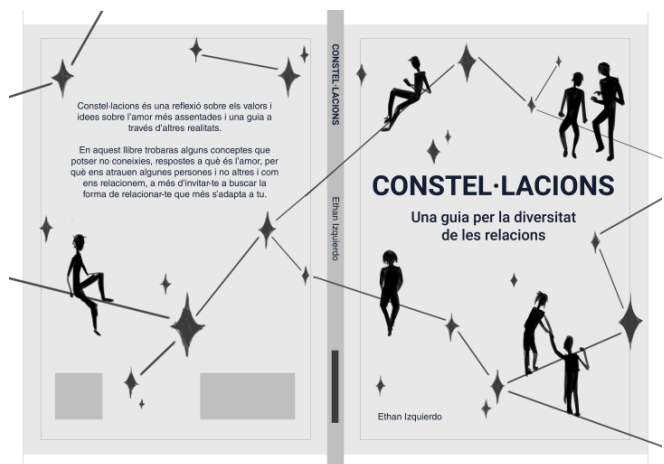 Constel·lacions és una reflexió sobre els valors i
idees sobre l'amor més assentades i una guia a
través d'altres realitats.
En aquest llibre trobaras alguns conceptes que
potser no coneixies, respostes a què és l'amor, per
què ens atrauen algunes persones i no altres i com
ens relacionem, a més d'invitar-te a buscar la
forma de relacionar-te que més s'adapta a tu.
CONSTEL·LACIONS
Ethan Izquierdo
CONSTEL·LACIONS
Una guia per la diversitat
de les relacions
Ethan Izquierdo